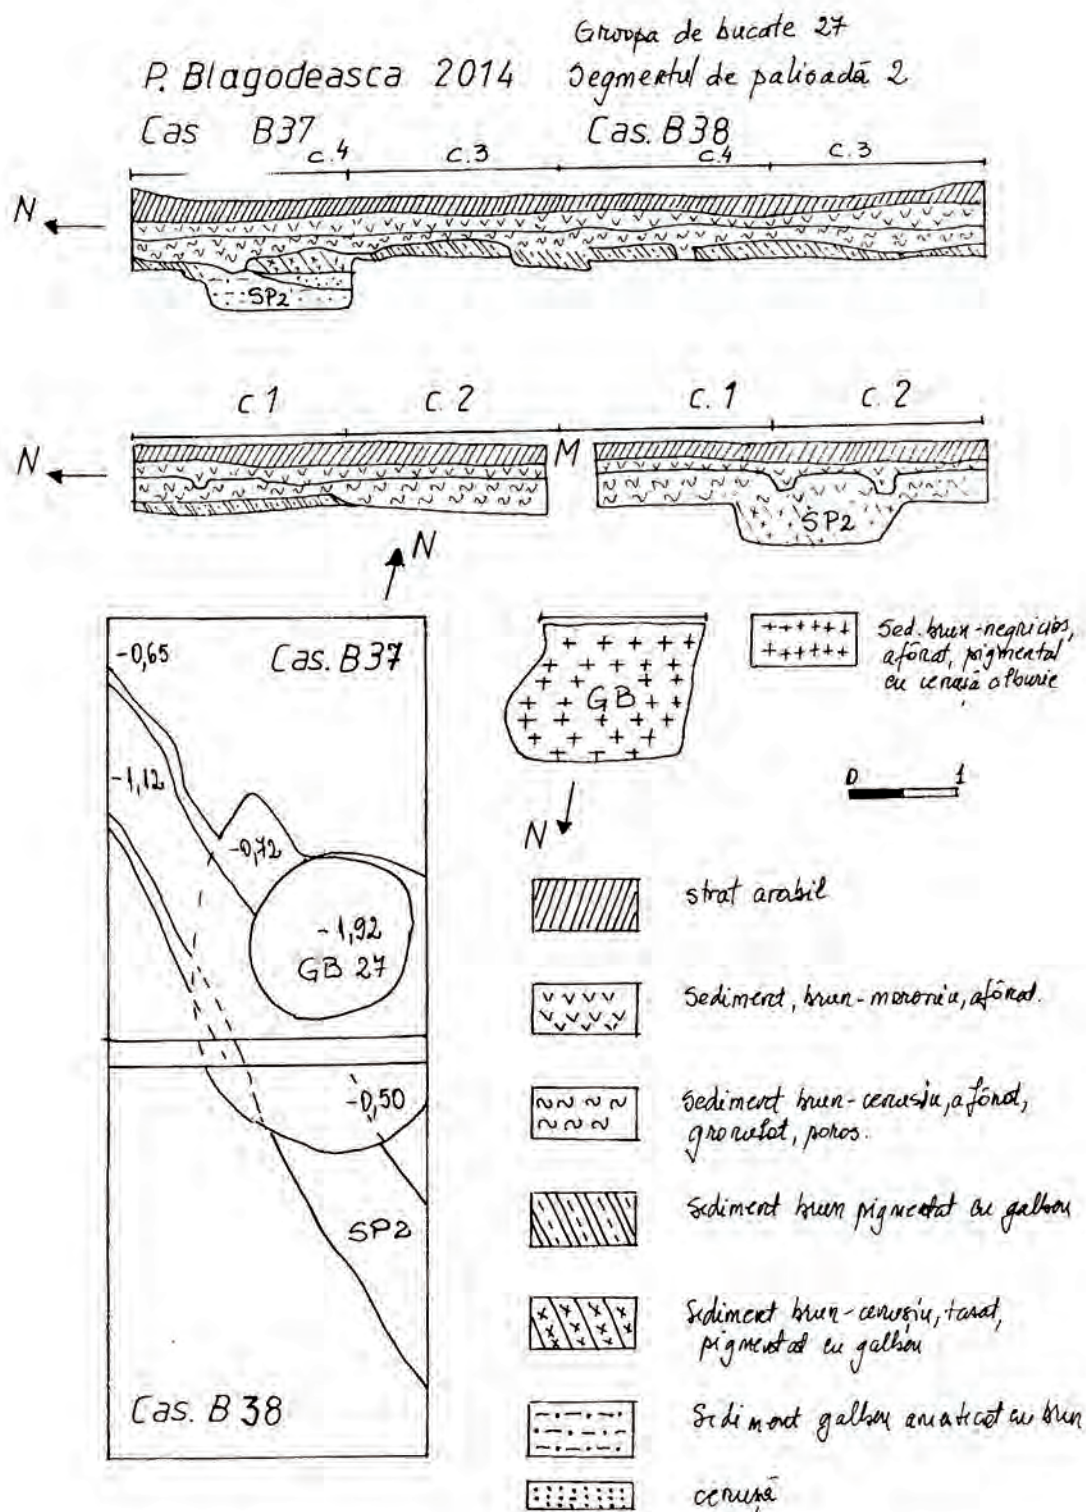 Groapa de bucate 27
P. Blagodeasca 2014 Segmentul de palisadă 2
Cas B37 Cas. B38
c.4 c.3 c.4 c.3
N
SP2
c.1 c.2 c.1 c.2
N M
SP2
N
-0,65 Cas. B37
-1,12
-0,72
-1,92
GB 27
-0,50
SP2
Cas. B38
GB
N
Sed. brun-negricios,
afânat, pigmentat
cu cenușă alburie
0 1
strat arabil
Sediment, brun-maroniu, afânat.
Sediment brun-cenușiu, afânat,
granulat, poros.
Sediment brun pigmentat cu galben
Sediment brun-cenușiu, tasat,
pigmentat cu galben
Sediment galben amestecat cu brun
cenușă